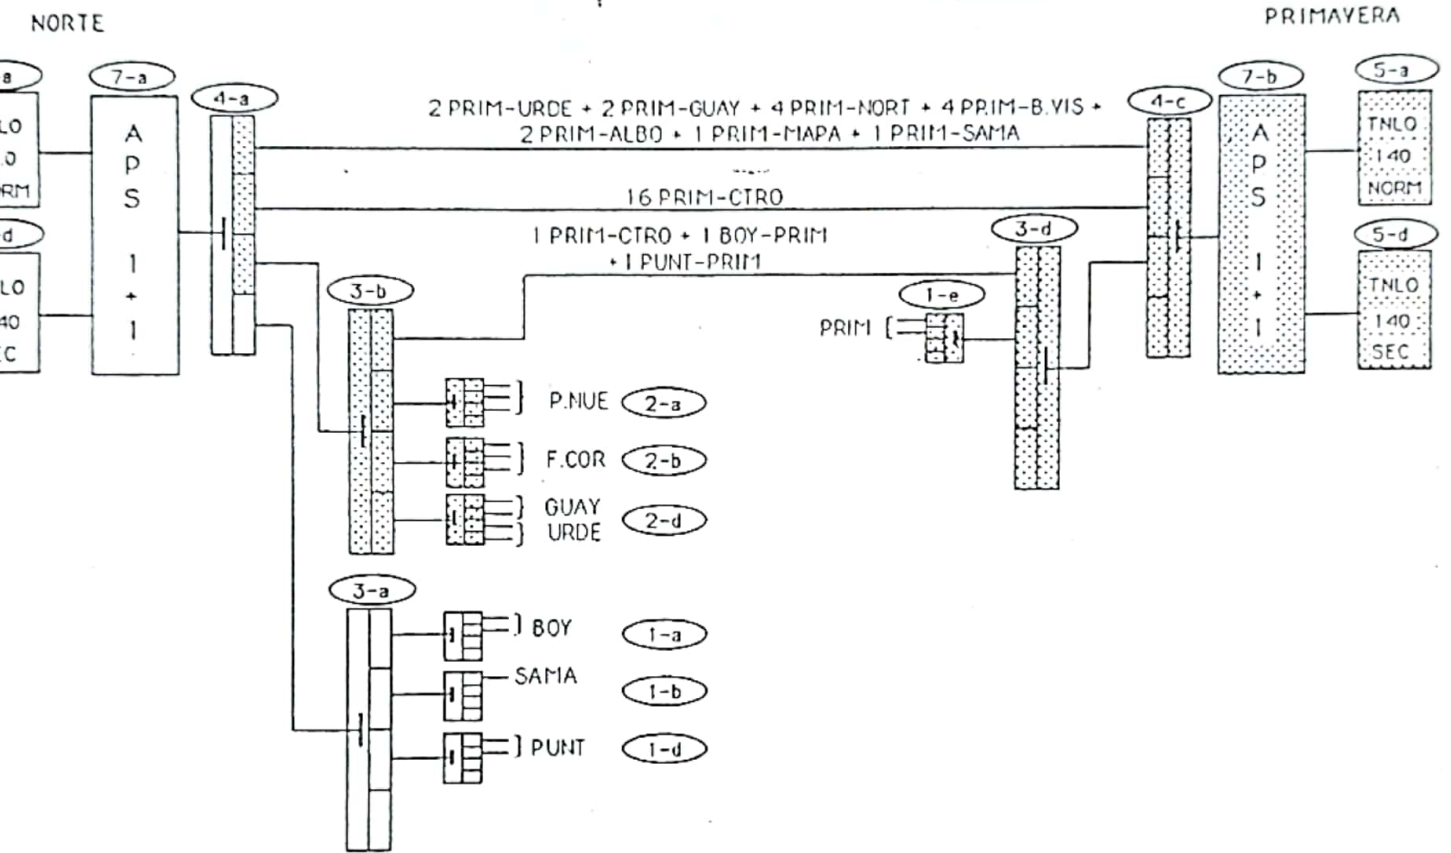 NORTE
PRIMAVERA
7-a
7-b
5-a
4-a
4-c
2 PRIM-URDE + 2 PRIM-GUAY + 4 PRIM-NORT + 4 PRIM-B.VIS +
2 PRIM-ALBO + 1 PRIM-MAPA + 1 PRIM-SAMA
A
P
S
1
+
1
A
P
S
1
+
1
TNLO
140
NORM
16 PRIM-CTRO
1 PRIM-CTRO + 1 BOY-PRIM
+ 1 PUNT-PRIM
3-d
5-d
TNLO
140
SEC
3-b
1-e
PRIM
P.NUE 2-a
F.COR 2-b
GUAY
URDE
2-d
3-a
BOY 1-a
SAMA
1-b
PUNT 1-d